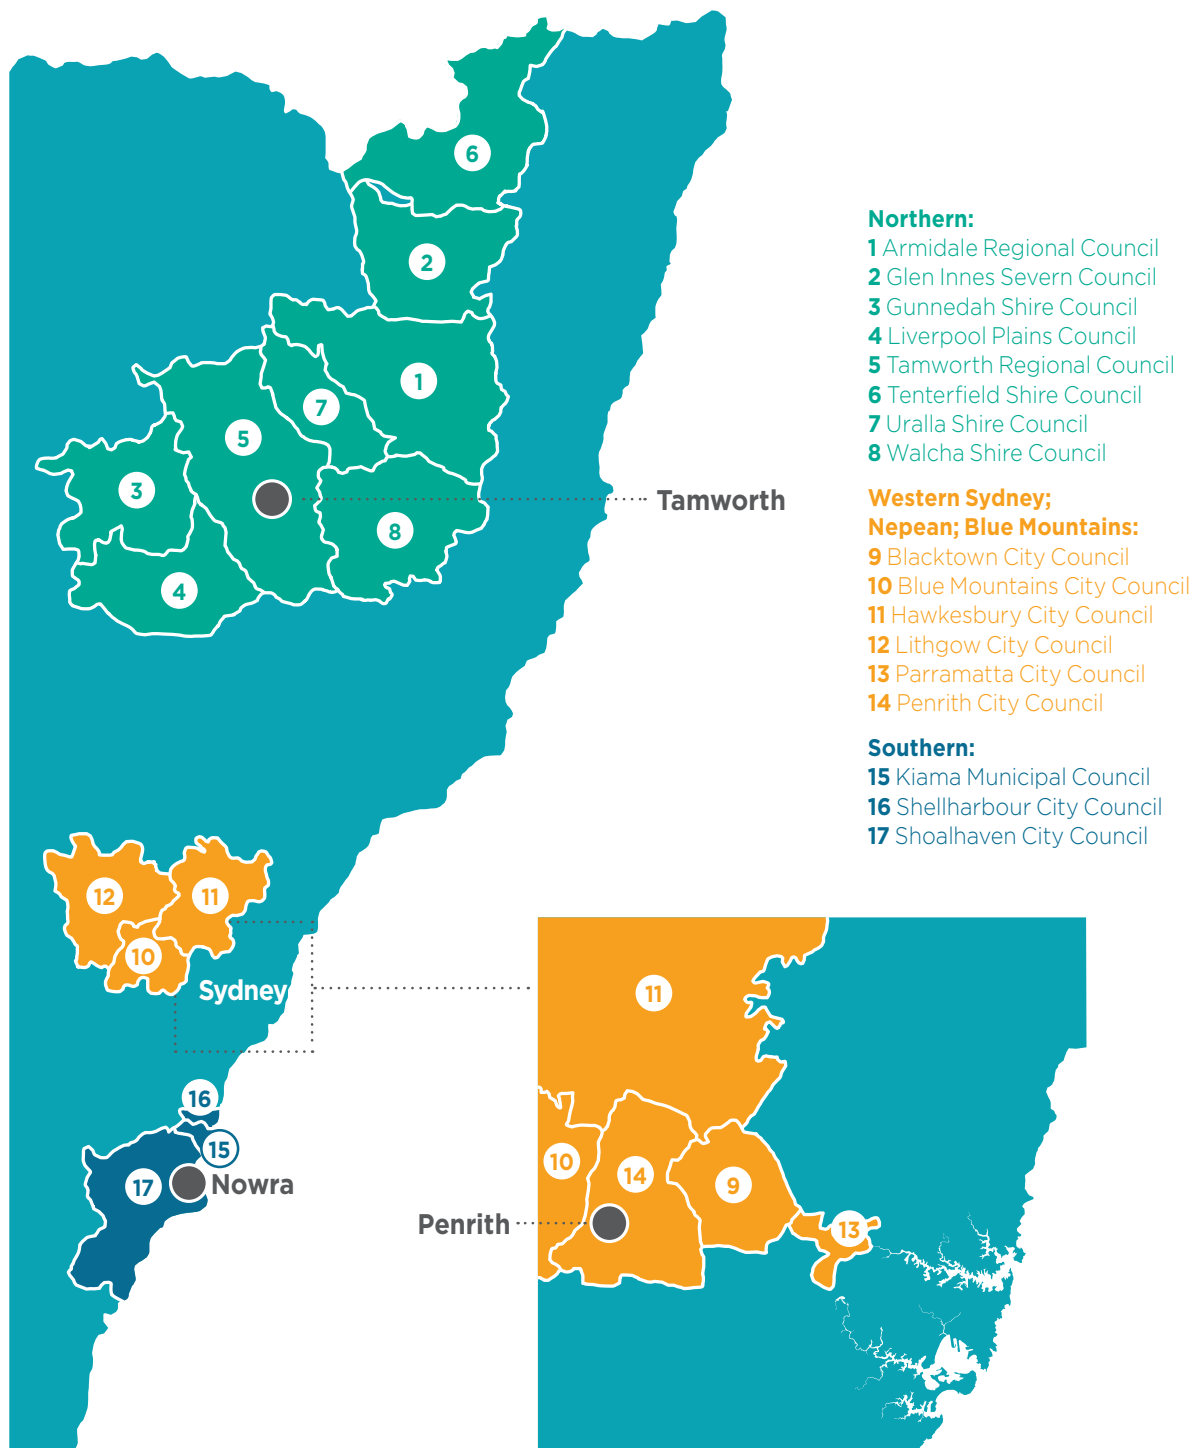 6
2
1
7
5
3
8
4
Tamworth
Northern:
1 Armidale Regional Council
2 Glen Innes Severn Council
3 Gunnedah Shire Council
4 Liverpool Plains Council
5 Tamworth Regional Council
6 Tenterfield Shire Council
7 Uralla Shire Council
8 Walcha Shire Council
Western Sydney;
Nepean; Blue Mountains:
9 Blacktown City Council
10 Blue Mountains City Council
11 Hawkesbury City Council
12 Lithgow City Council
13 Parramatta City Council
14 Penrith City Council
Southern:
15 Kiama Municipal Council
16 Shellharbour City Council
17 Shoalhaven City Council
12
11
10
Sydney
16
15
17
Nowra
11
10
14
9
13
Penrith